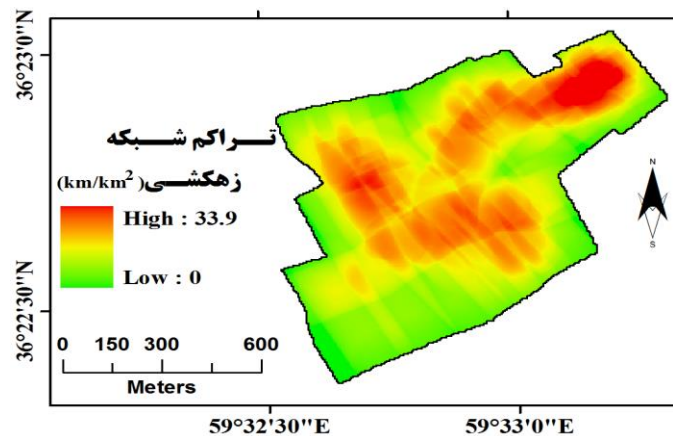 36°23'0"N
تراکم شبکه
زهکشی (km/km²)
High : 33.9
Low : 0
N
S
36°22'30"N
0 150 300 600
Meters
59°32'30"E 59°33'0"E